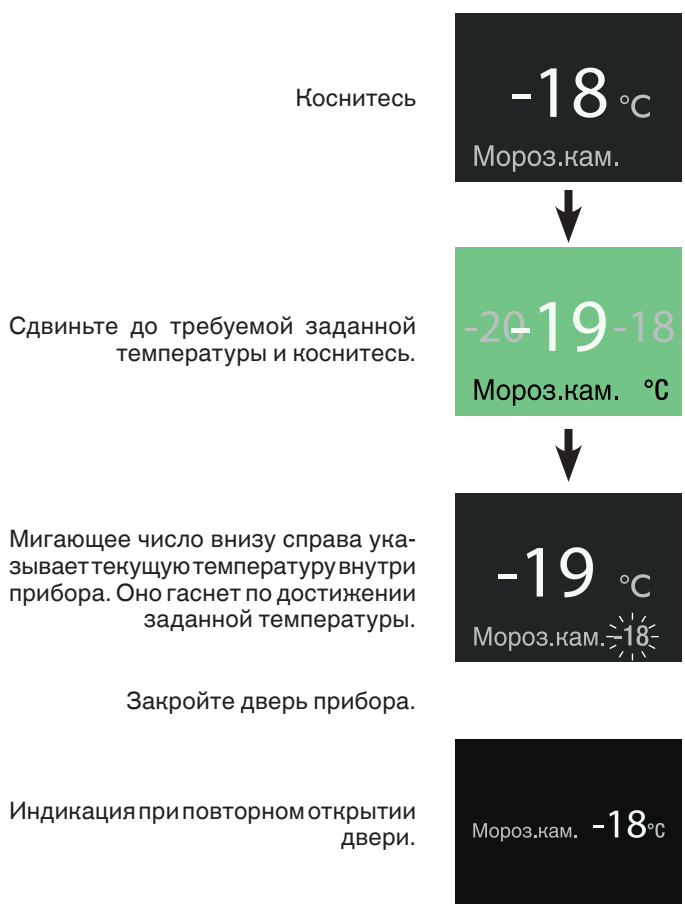 Коснитесь
-18 °C
Мороз.кам.
Сдвиньте до требуемой заданной
температуры и коснитесь.
-20 -19 -18
Мороз.кам. °C
Мигающее число внизу справа ука-
зывает текущую температуру внутри
прибора. Оно гаснет по достижении
заданной температуры.
-19 °C
Мороз.кам. -18
Закройте дверь прибора.
Индикация при повторном открытии
двери.
Мороз.кам. -18 °C